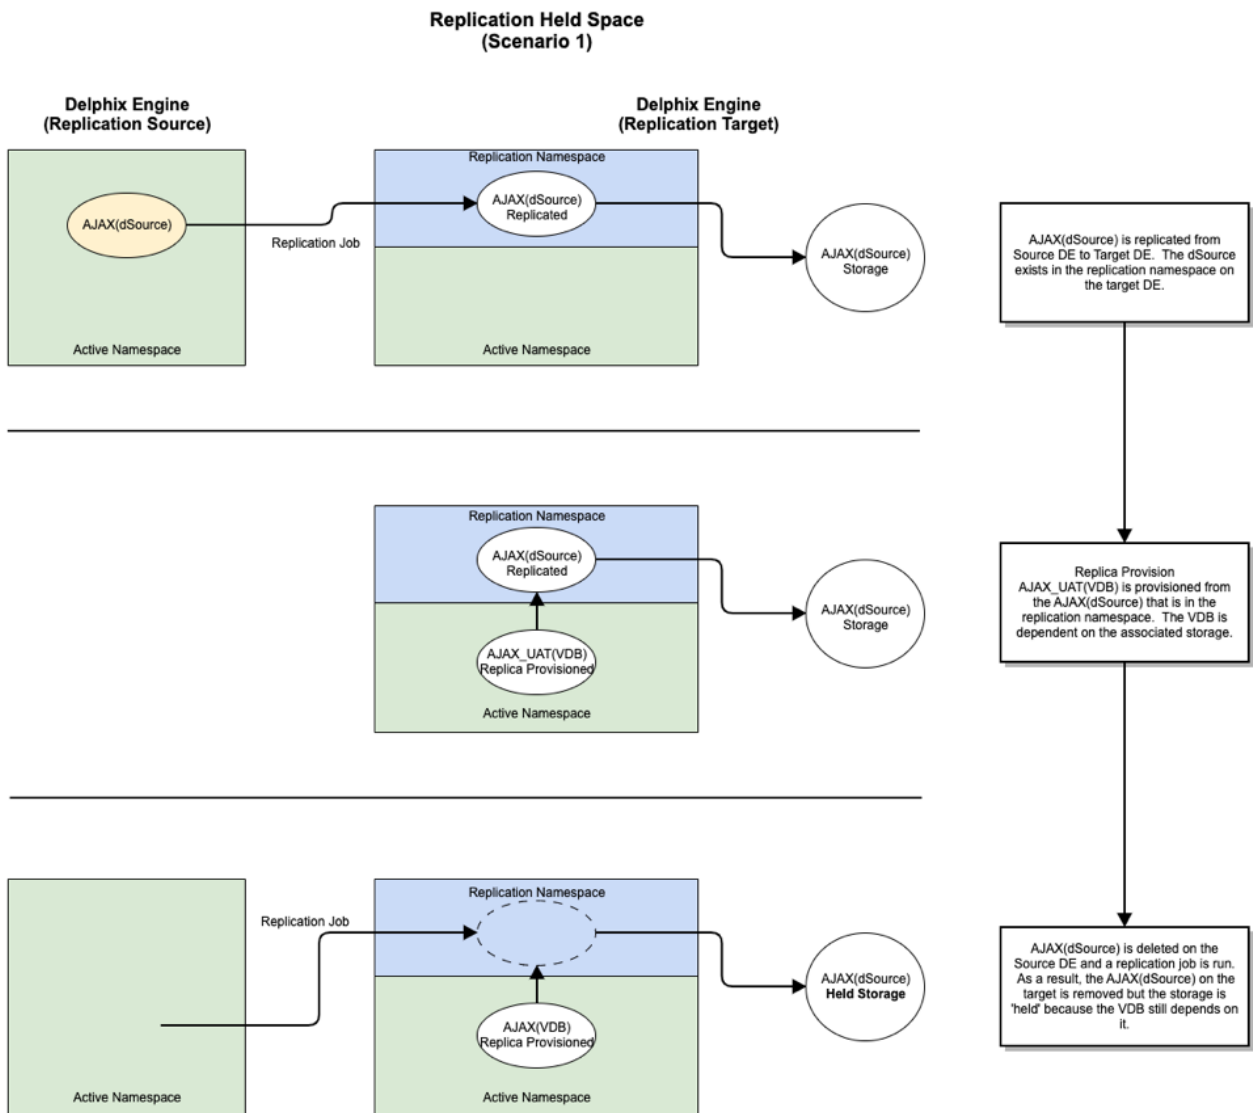 Replication Held Space
(Scenario 1)
Delphix Engine
(Replication Source)
Delphix Engine
(Replication Target)
AJAX(dSource)
Active Namespace
Replication Job
Replication Namespace
AJAX(dSource)
Replicated
Active Namespace
AJAX(dSource)
Storage
AJAX(dSource) is replicated from
Source DE to Target DE. The dSource
exists in the replication namespace on
the target DE.
Replication Namespace
AJAX(dSource)
Replicated
AJAX_UAT(VDB)
Replica Provisioned
Active Namespace
AJAX(dSource)
Storage
Replica Provision
AJAX_UAT(VDB) is provisioned from
the AJAX(dSource) that is in the
replication namespace. The VDB is
dependent on the associated storage.
Active Namespace
Replication Job
Replication Namespace
AJAX(VDB)
Replica Provisioned
Active Namespace
AJAX(dSource)
Held Storage
AJAX(dSource) is deleted on the
Source DE and a replication job is run.
As a result, the AJAX(dSource) on the
target is removed but the storage is
'held' because the VDB still depends on
it.